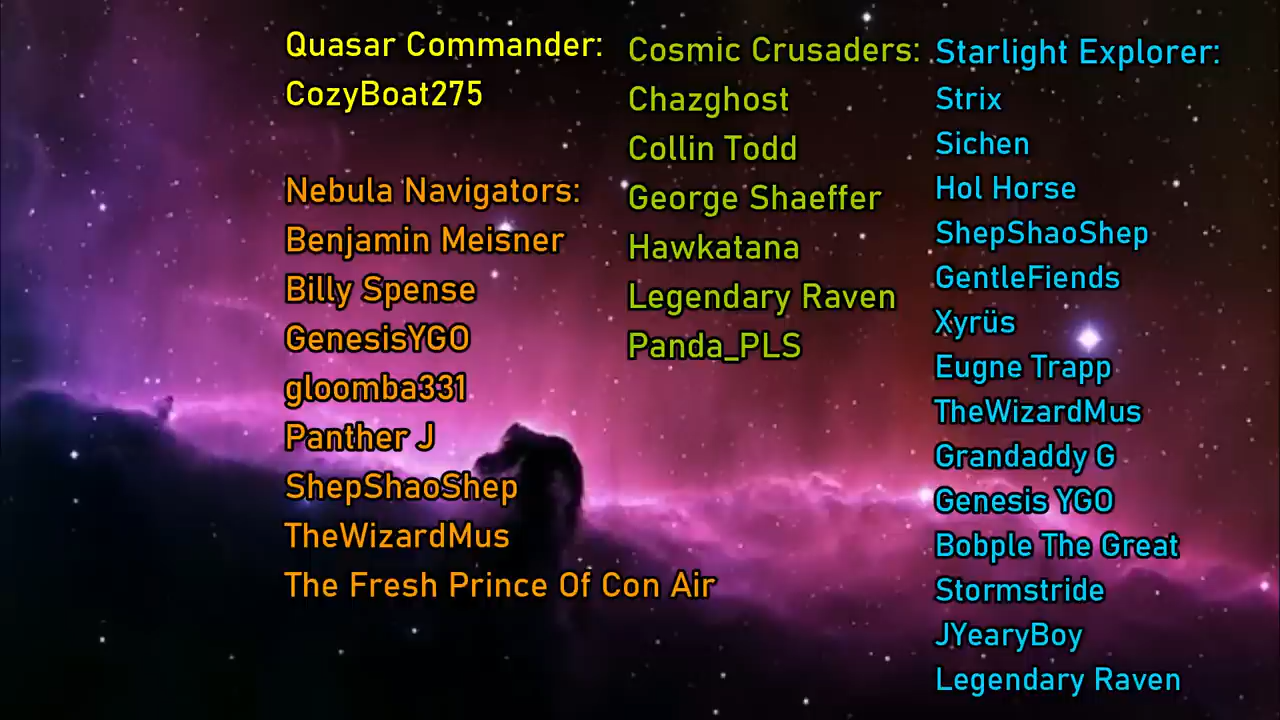 Quasar Commander:
CozyBoat275
Nebula Navigators:
Benjamin Meisner
Billy Spense
GenesisYGO
gloomba331
Panther J
ShepShaoShep
TheWizardMus
The Fresh Prince Of Con Air
Cosmic Crusaders:
Chazghost
Collin Todd
George Shaeffer
Hawkatana
Legendary Raven
Panda_PLS
Starlight Explorer:
Strix
Sichen
Hol Horse
ShepShaoShep
GentleFiends
Xyrüs
Eugne Trapp
TheWizardMus
Grandaddy G
Genesis YGO
Bobple The Great
Stormstride
JYearyBoy
Legendary Raven